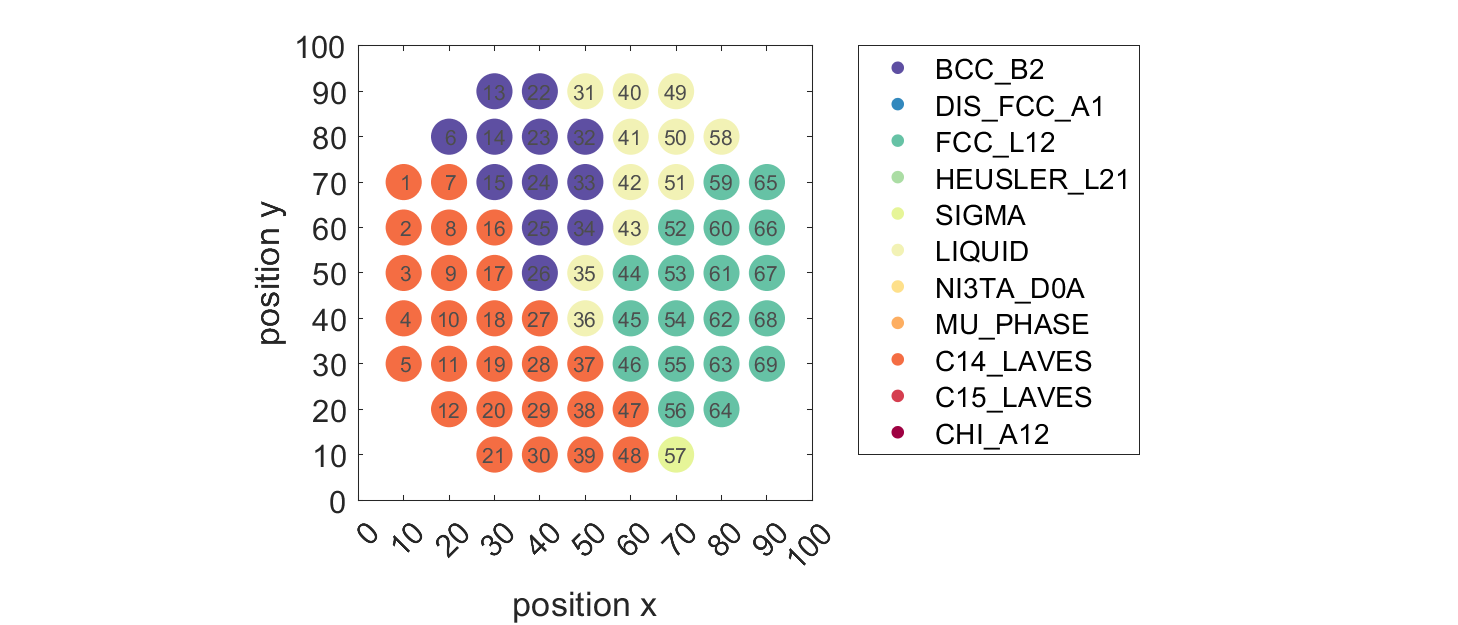 100
90
80
70
60
50
40
30
20
10
0
position y
13 22 31 40 49
6 14 23 32 41 50 58
1 7 15 24 33 42 51 59 65
2 8 16 25 34 43 52 60 66
3 9 17 26 35 44 53 61 67
4 10 18 27 36 45 54 62 68
5 11 19 28 37 46 55 63 69
12 20 29 38 47 56 64
21 30 39 48 57
0 10 20 30 40 50 60 70 80 90 100
position x
BCC_B2
DIS_FCC_A1
FCC_L12
HEUSLER_L21
SIGMA
LIQUID
NI3TA_D0A
MU_PHASE
C14_LAVES
C15_LAVES
CHI_A12